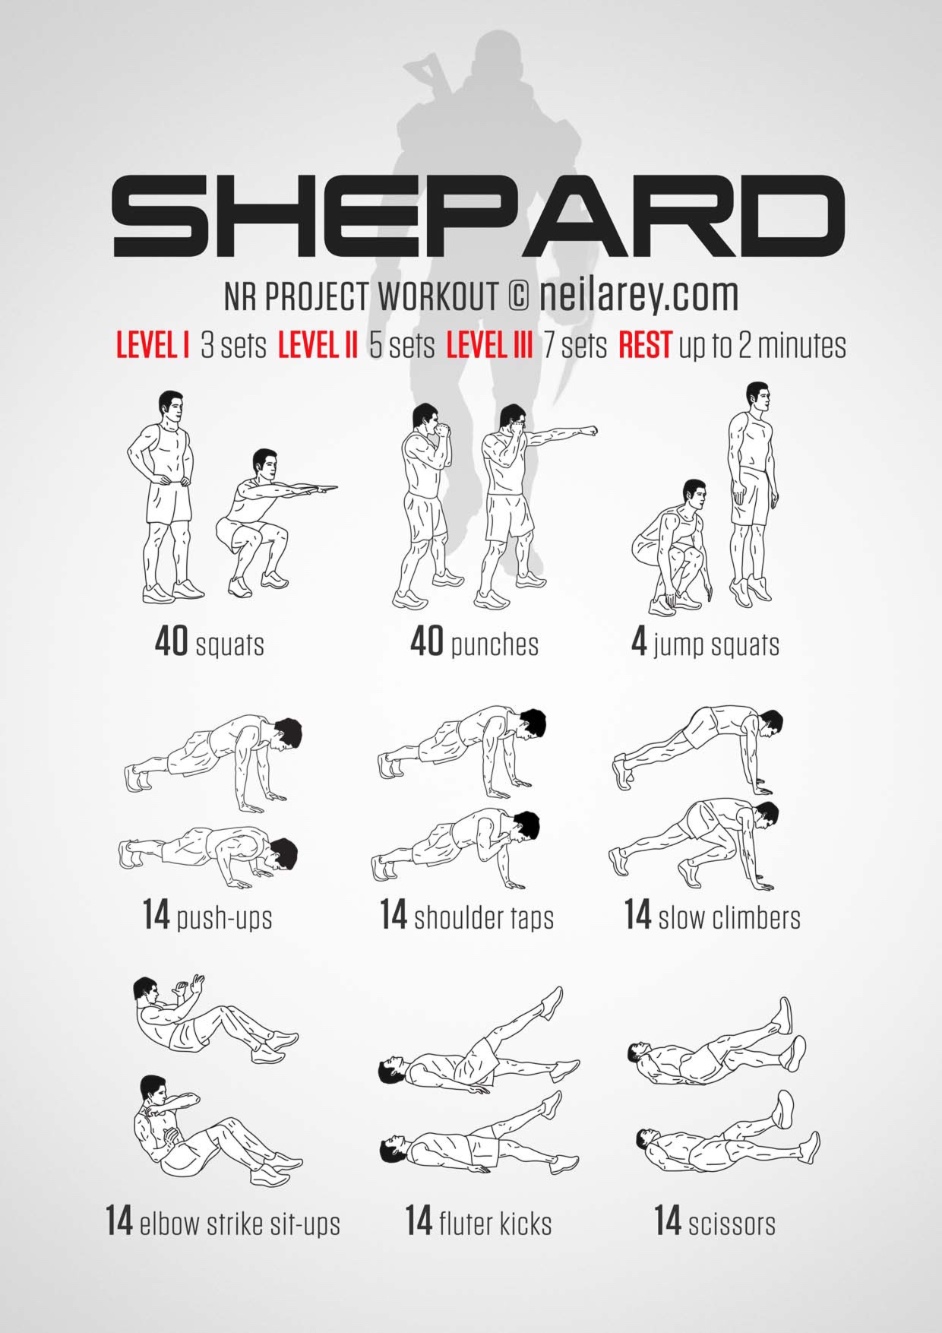 SHEPARD
NR PROJECT WORKOUT © neilarey.com
LEVEL I 3 sets LEVEL II 5 sets LEVEL III 7 sets REST up to 2 minutes
40 squats
40 punches
4 jump squats
14 push-ups
14 shoulder taps
14 slow climbers
14 elbow strike sit-ups
14 fluter kicks
14 scissors